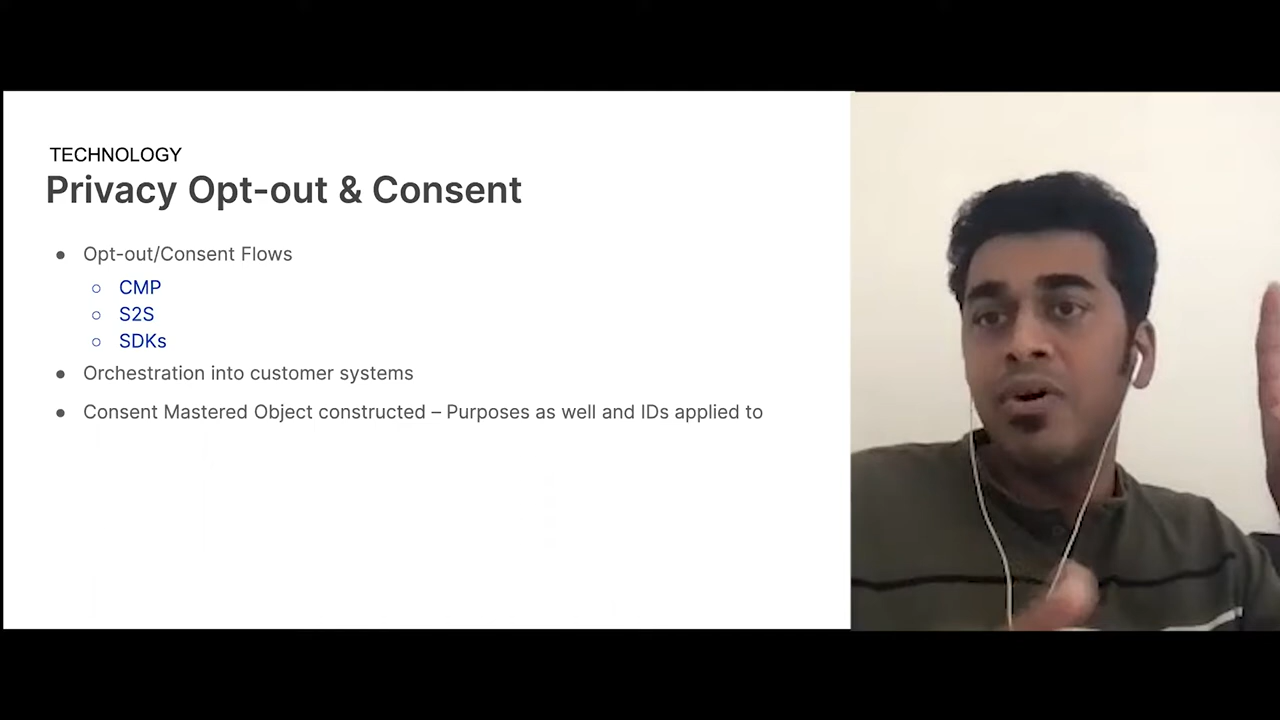 TECHNOLOGY
Privacy Opt-out & Consent
● Opt-out/Consent Flows
○ CMP
○ S2S
○ SDKs
● Orchestration into customer systems
● Consent Mastered Object constructed – Purposes as well and IDs applied to